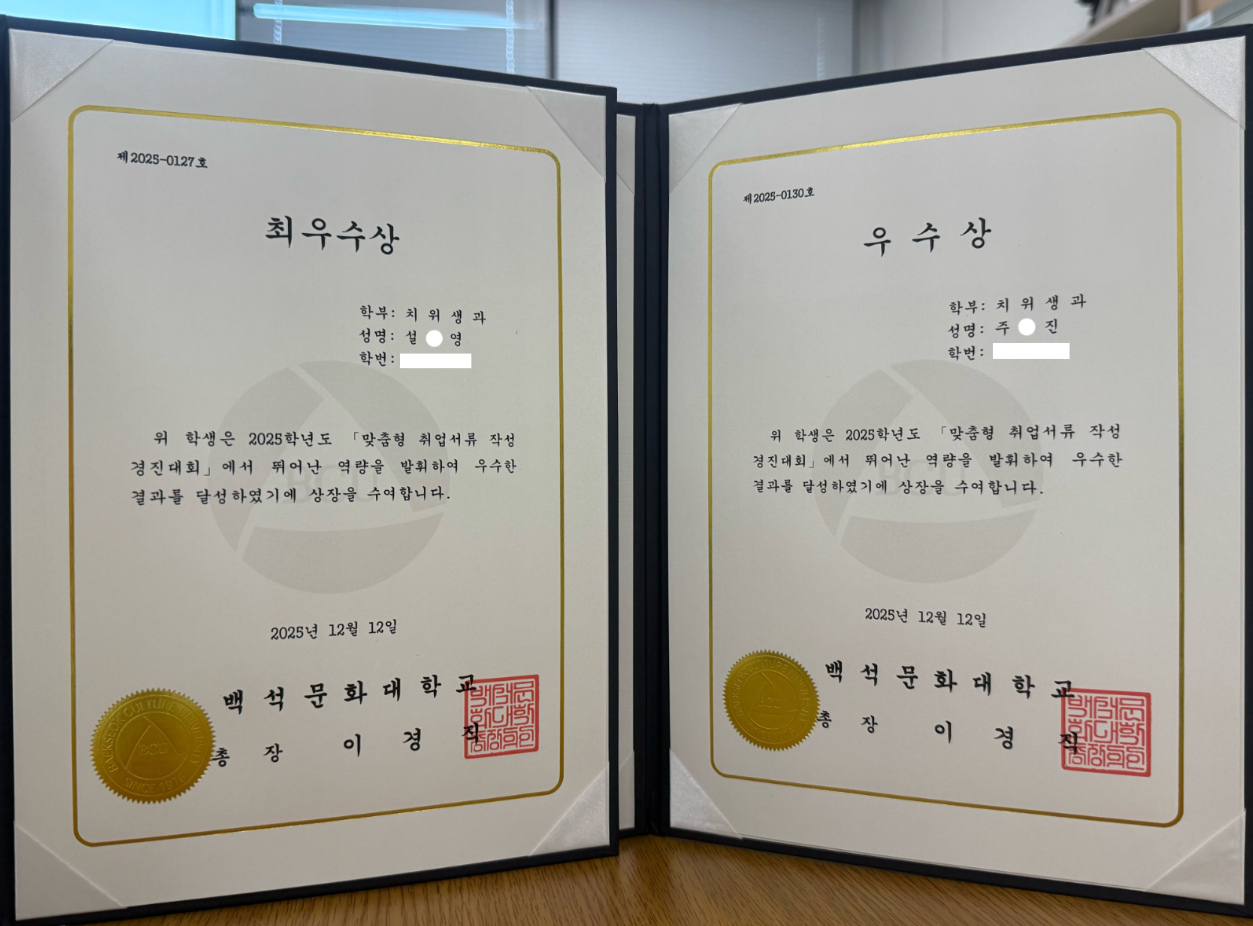 제2025-0127호
최우수상
학부: 치 위 생 과
성명: 설 영
학번:
위 학생은 2025학년도 「맞춤형 취업서류 작성
경진대회」에서 뛰어난 역량을 발휘하여 우수한
결과를 달성하였기에 상장을 수여합니다.
2025년 12월 12일
백 석 문 화 대 학 교
총 장 이 경 직
BCU
제2025-0130호
우 수 상
학부: 치 위 생 과
성명: 주 진
학번:
위 학생은 2025학년도 「맞춤형 취업서류 작성
경진대회」에서 뛰어난 역량을 발휘하여 우수한
결과를 달성하였기에 상장을 수여합니다.
2025년 12월 12일
백 석 문 화 대 학 교
총 장 이 경 직